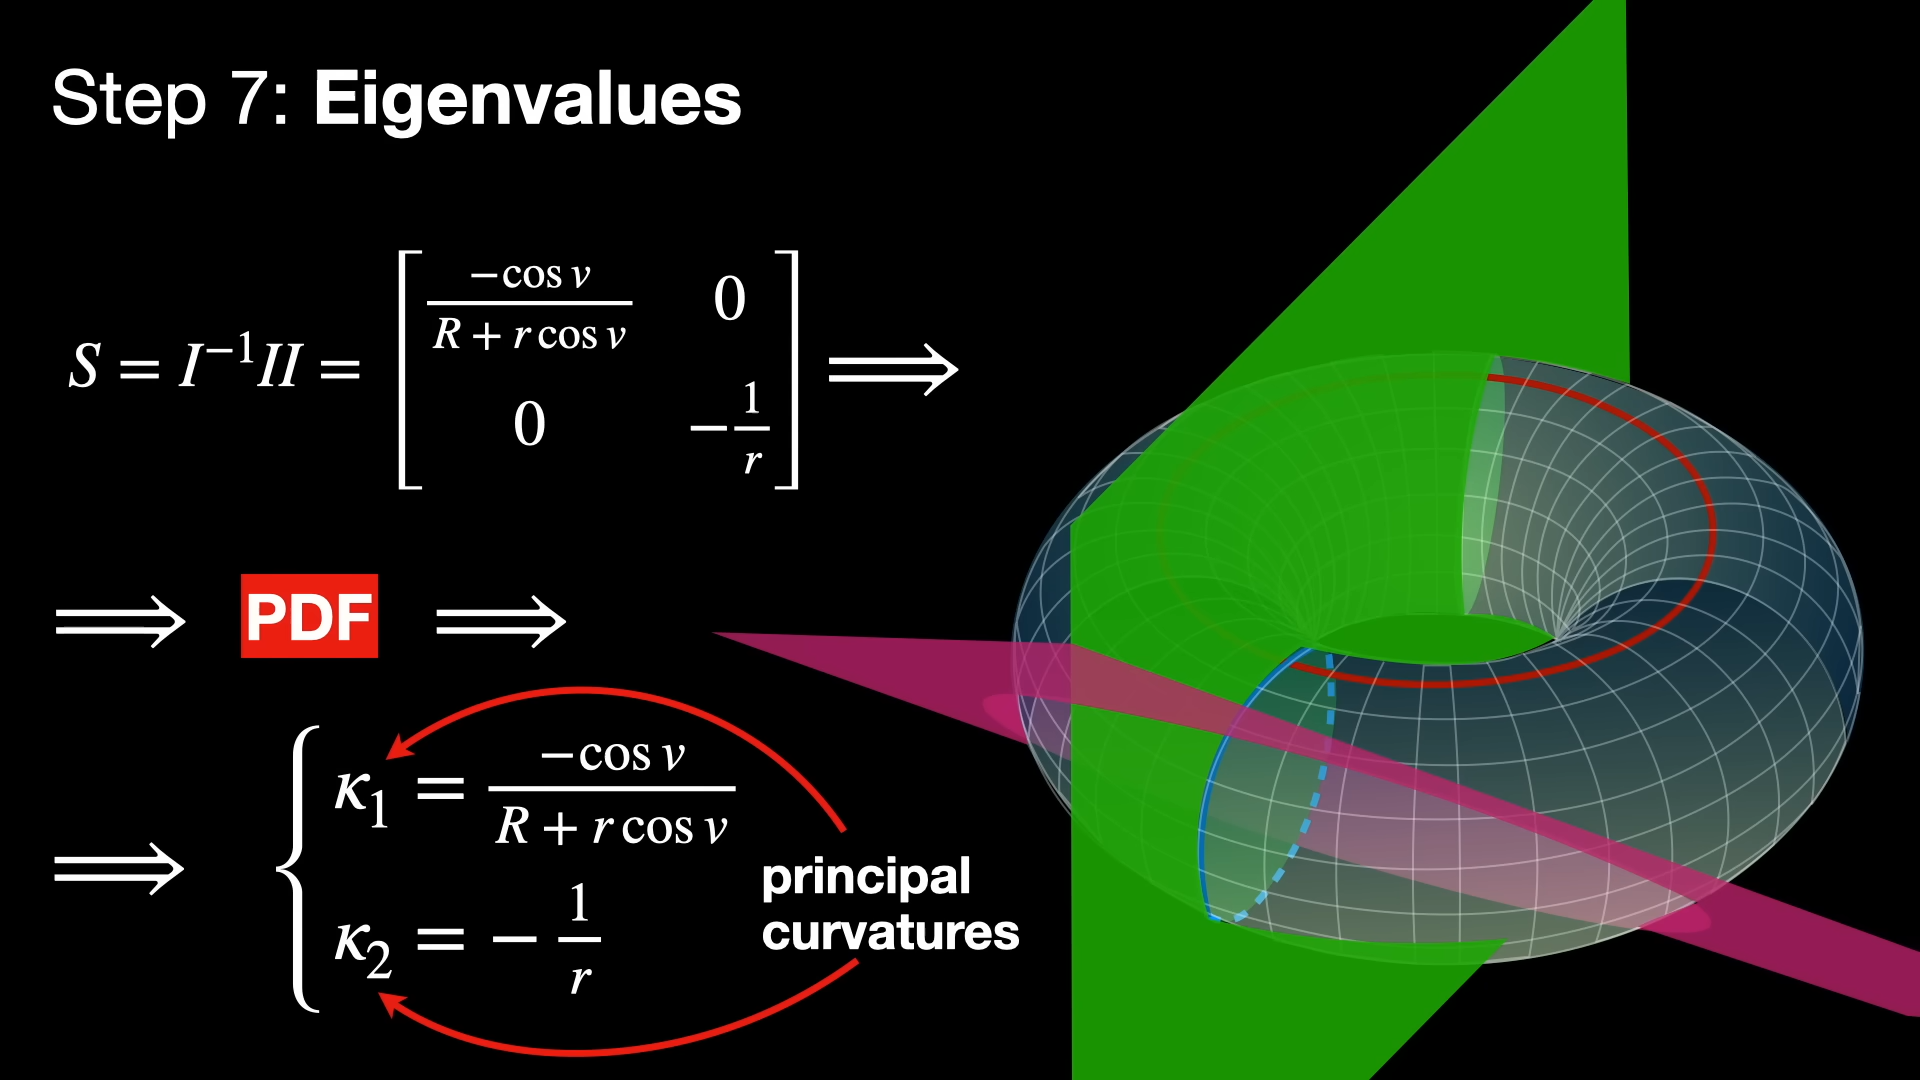 Step 7: Eigenvalues
S = I⁻¹II = [ −cos v / (R + r cos v)   0 ; 0   −1/r ] ⟹
⟹ PDF ⟹
⟹ { κ₁ = −cos v / (R + r cos v)
κ₂ = − 1/r
principal
curvatures